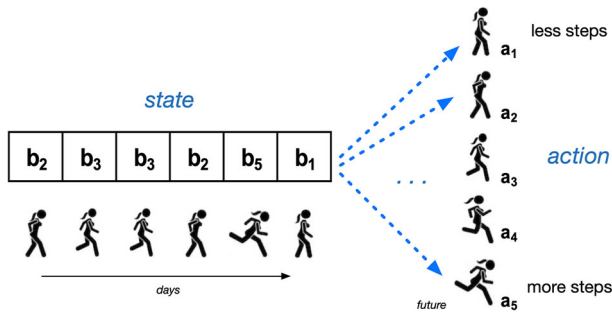 less steps
a1
state
a2
b2 b3 b3 b2 b5 b1
action
...
a3
a4
days
future
more steps
a5